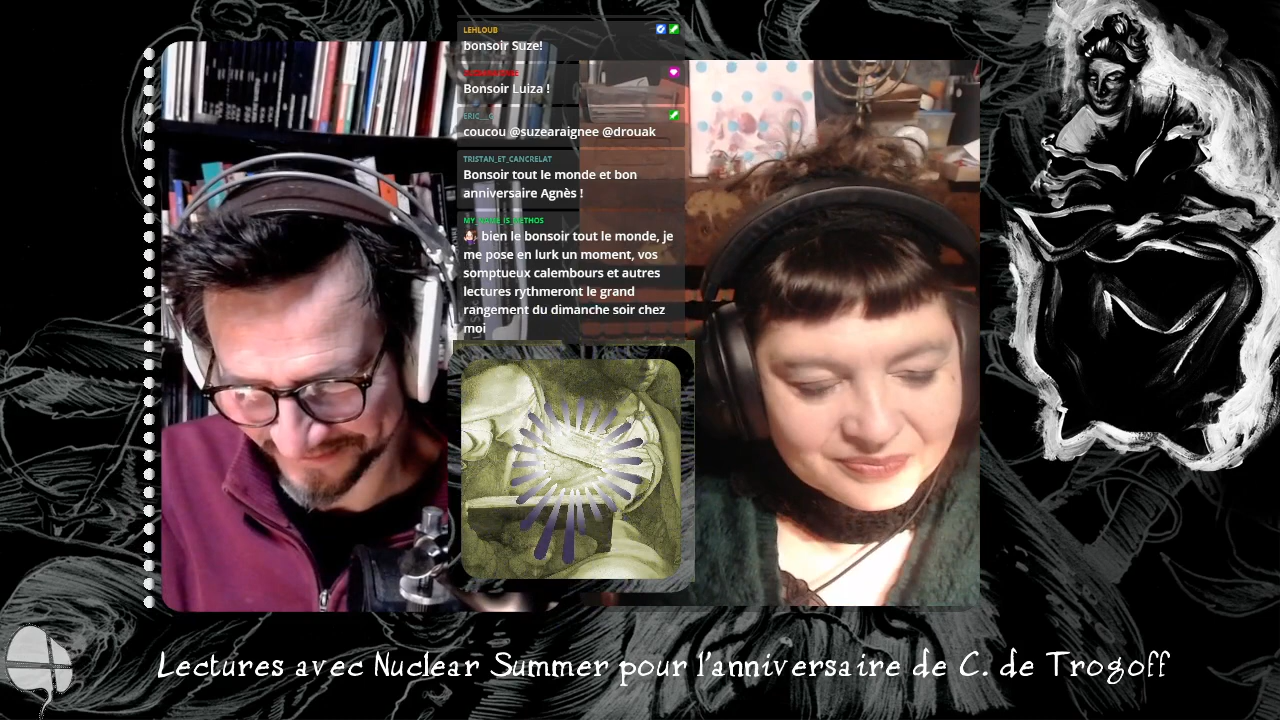 LEHLOUB
bonsoir Suze!
Bonsoir Luiza !
coucou @suzearaignee @drouak
TRISTAN_ET_CANCRELAT
Bonsoir tout le monde et bon
anniversaire Agnès !
MY_NAME_IS_METHOS
bien le bonsoir tout le monde, je
me pose en lurk un moment, vos
somptueux calembours et autres
lectures rythmeront le grand
rangement du dimanche soir chez
moi
Lectures avec Nuclear Summer pour l'anniversaire de C. de Trogoff